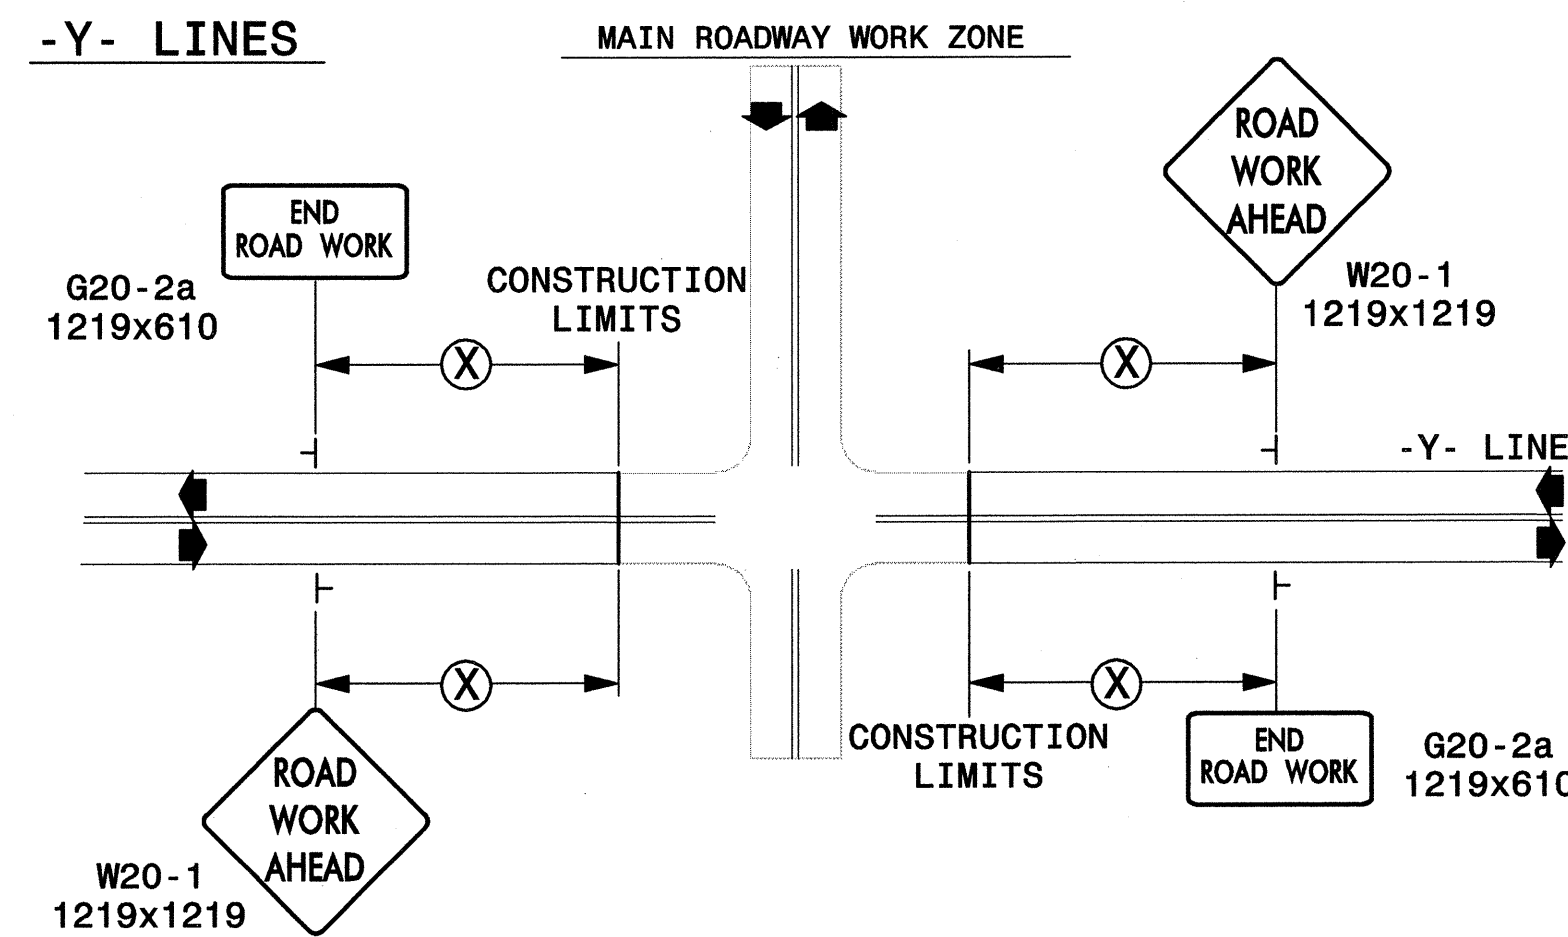 -Y- LINES
MAIN ROADWAY WORK ZONE
ROAD
WORK
AHEAD
END
ROAD WORK
G20-2a
1219x610
CONSTRUCTION
LIMITS
W20-1
1219x1219
X
X
-Y- LINE
X
X
CONSTRUCTION
LIMITS
END
ROAD WORK
G20-2a
1219x610
ROAD
WORK
AHEAD
W20-1
1219x1219